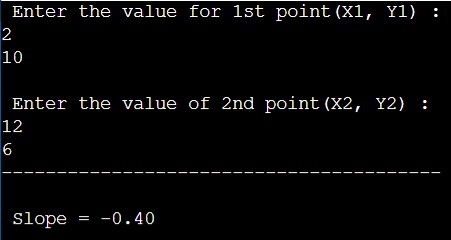 Enter the value for 1st point(X1, Y1) :
2
10
Enter the value of 2nd point(X2, Y2) :
12
6
----------------------------------------
Slope = -0.40